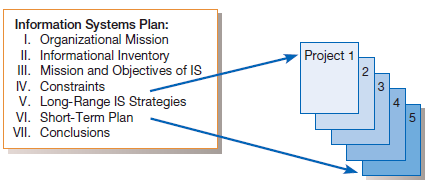 Information Systems Plan:
I. Organizational Mission
II. Informational Inventory
III. Mission and Objectives of IS
IV. Constraints
V. Long-Range IS Strategies
VI. Short-Term Plan
VII. Conclusions
Project 1
2
3
4
5